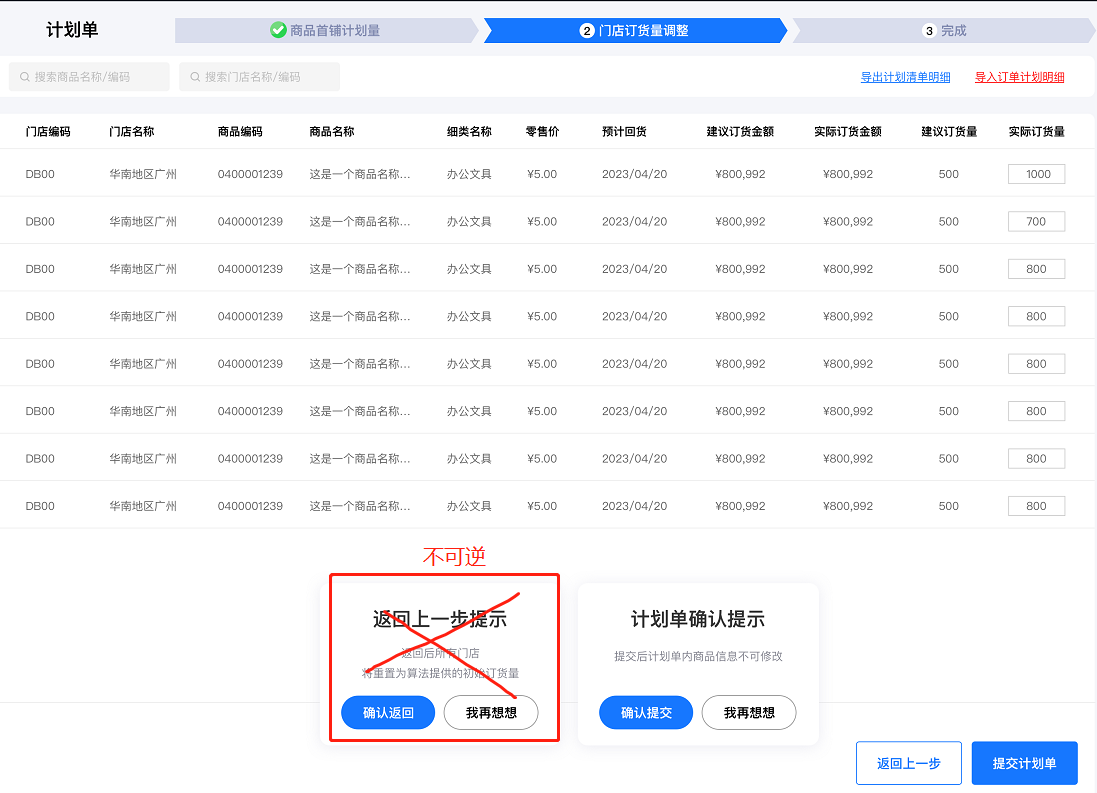 计划单 商品首铺计划量 2 门店订货量调整 3 完成
搜索商品名称/编码 搜索门店名称/编码 导出计划清单明细 导入订单计划明细
门店编码 门店名称 商品编码 商品名称 细类名称 零售价 预计回货 建议订货金额 实际订货金额 建议订货量 实际订货量
DB00 华南地区广州 0400001239 这是一个商品名称... 办公文具 ¥5.00 2023/04/20 ¥800,992 ¥800,992 500 1000
DB00 华南地区广州 0400001239 这是一个商品名称... 办公文具 ¥5.00 2023/04/20 ¥800,992 ¥800,992 500 700
DB00 华南地区广州 0400001239 这是一个商品名称... 办公文具 ¥5.00 2023/04/20 ¥800,992 ¥800,992 500 800
DB00 华南地区广州 0400001239 这是一个商品名称... 办公文具 ¥5.00 2023/04/20 ¥800,992 ¥800,992 500 800
DB00 华南地区广州 0400001239 这是一个商品名称... 办公文具 ¥5.00 2023/04/20 ¥800,992 ¥800,992 500 800
DB00 华南地区广州 0400001239 这是一个商品名称... 办公文具 ¥5.00 2023/04/20 ¥800,992 ¥800,992 500 800
DB00 华南地区广州 0400001239 这是一个商品名称... 办公文具 ¥5.00 2023/04/20 ¥800,992 ¥800,992 500 800
DB00 华南地区广州 0400001239 这是一个商品名称... 办公文具 ¥5.00 2023/04/20 ¥800,992 ¥800,992 500 800
不可逆
返回上一步提示
返回后所有门店
将重置为算法提供的初始订货量
确认返回 我再想想
计划单确认提示
提交后计划单内商品信息不可修改
确认提交 我再想想
返回上一步 提交计划单